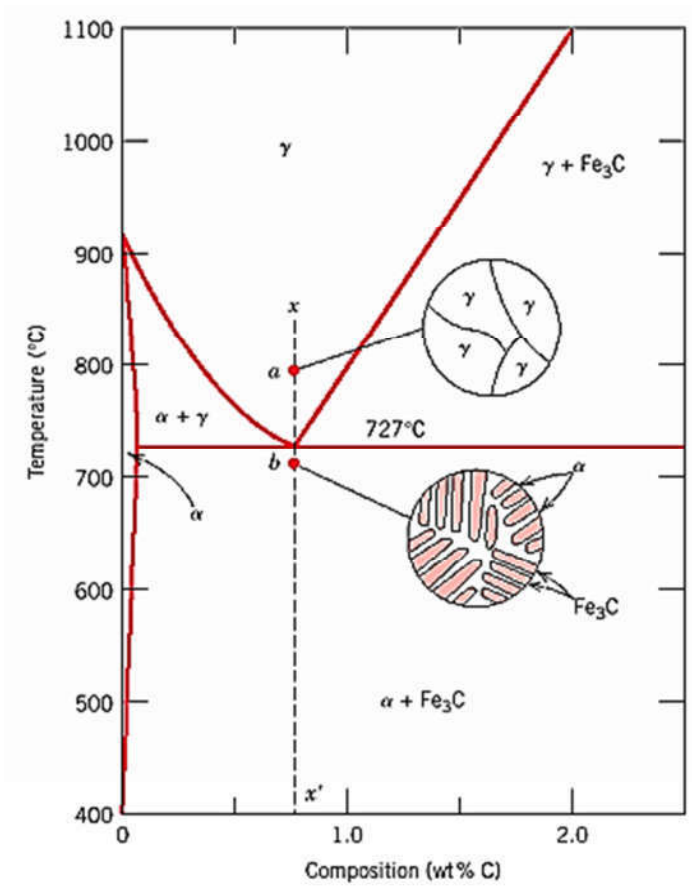 1100
1000
900
800
700
600
500
400
Temperature (°C)
γ
γ + Fe₃C
x
γ
γ
γ
γ
a
α + γ
727°C
b
α
α
Fe₃C
α + Fe₃C
x′
0
1.0
2.0
Composition (wt% C)